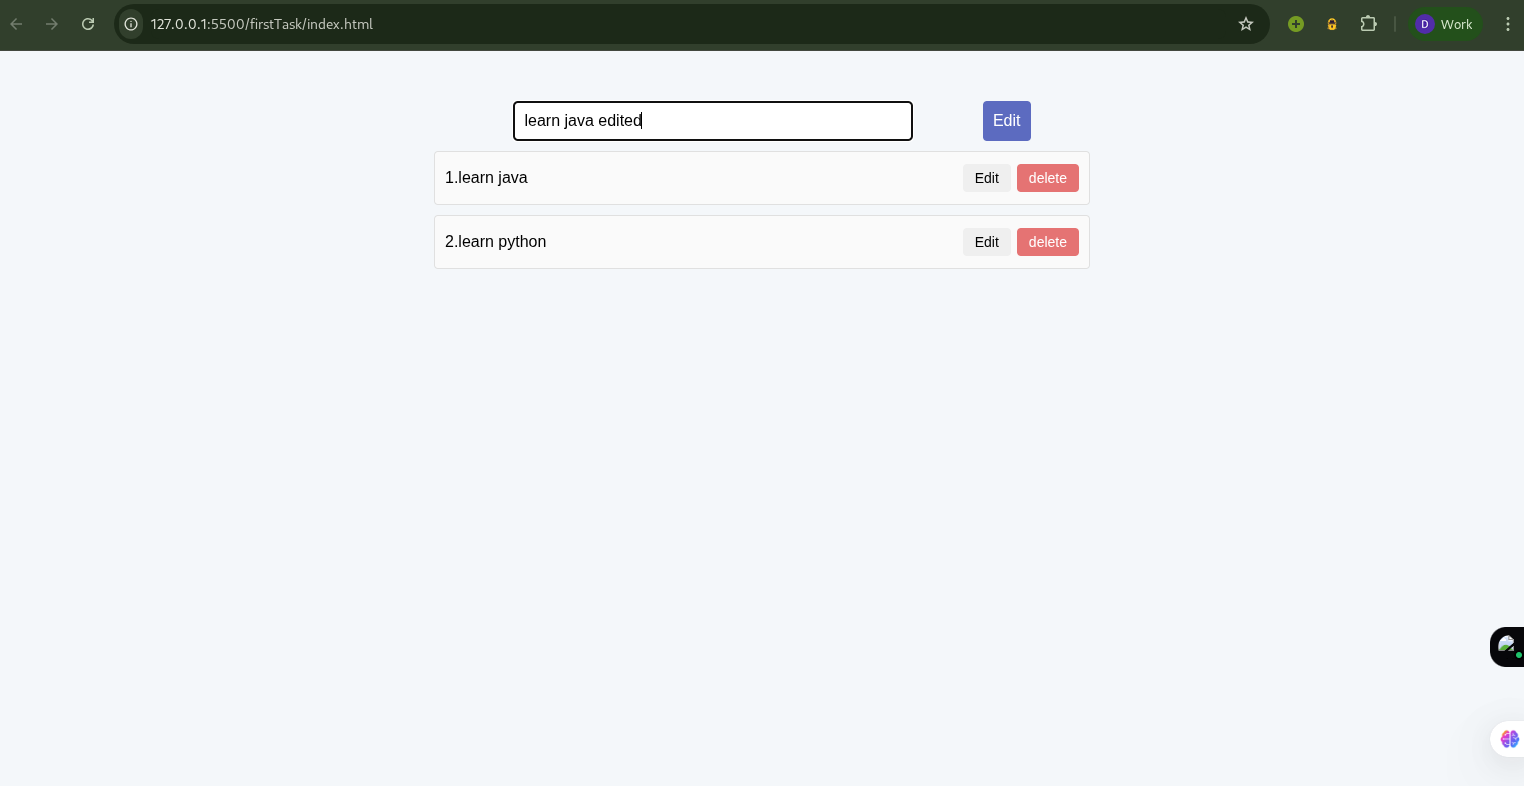 127.0.0.1:5500/firstTask/index.html
D Work
learn java edited Edit
1.learn java Edit delete
2.learn python Edit delete